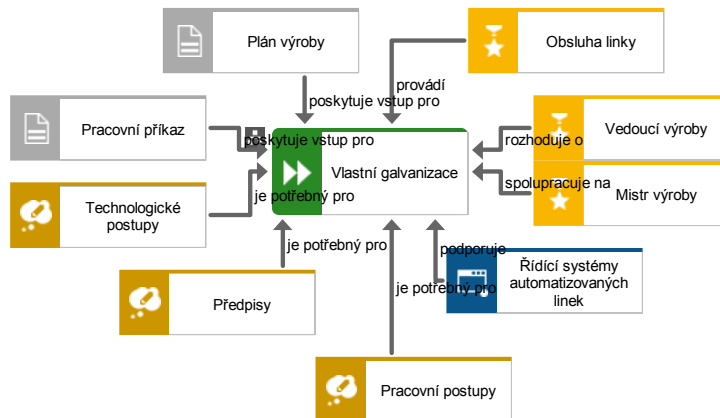 Plán výroby
Obsluha linky
provádí
poskytuje vstup pro
Pracovní příkaz
poskytuje vstup pro
Vedoucí výroby
rozhoduje o
Vlastní galvanizace
spolupracuje na
Mistr výroby
je potřebný pro
Technologické
postupy
je potřebný pro
podporuje
Řídící systémy
automatizovaných
linek
je potřebný pro
Předpisy
Pracovní postupy